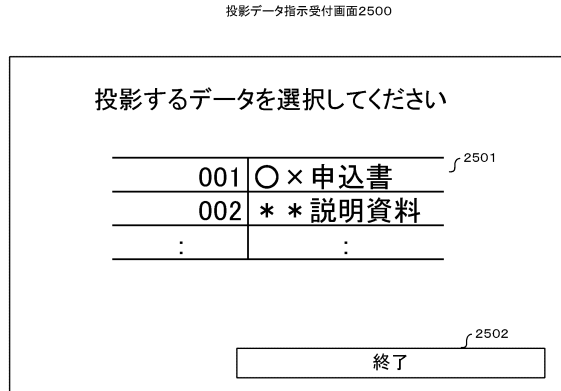 投影データ指示受付画面2500
投影するデータを選択してください
2501
001 ○×申込書
002 ＊＊説明資料
： ：
2502
終了